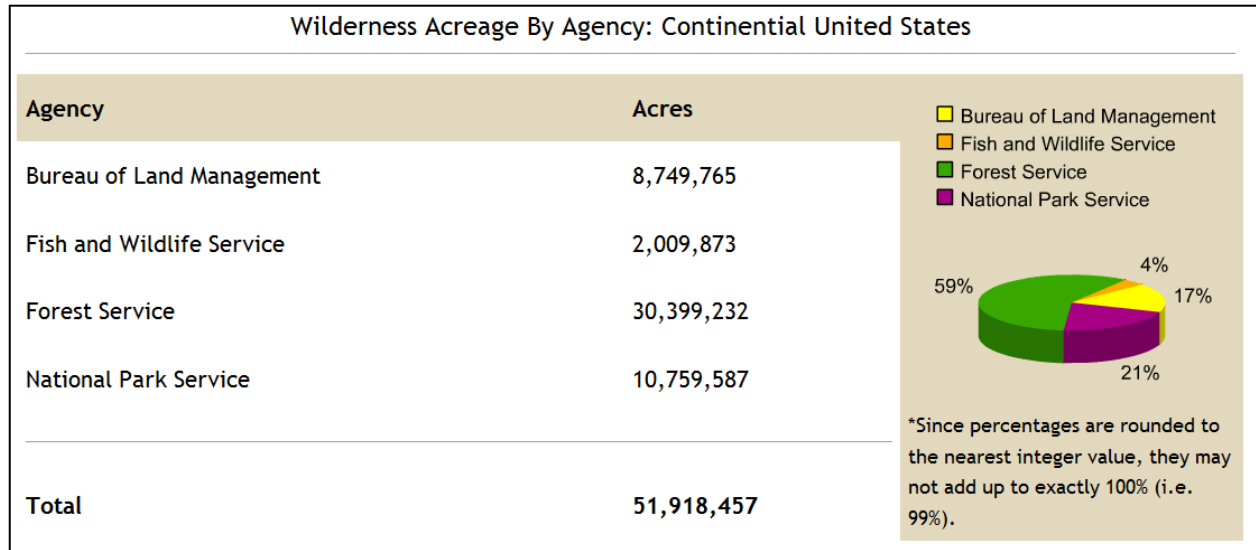 Wilderness Acreage By Agency: Continential United States
Agency Acres
Bureau of Land Management 8,749,765
Fish and Wildlife Service 2,009,873
Forest Service 30,399,232
National Park Service 10,759,587
Total 51,918,457
Bureau of Land Management
Fish and Wildlife Service
Forest Service
National Park Service
4%
59%
17%
21%
*Since percentages are rounded to
the nearest integer value, they may
not add up to exactly 100% (i.e.
99%).